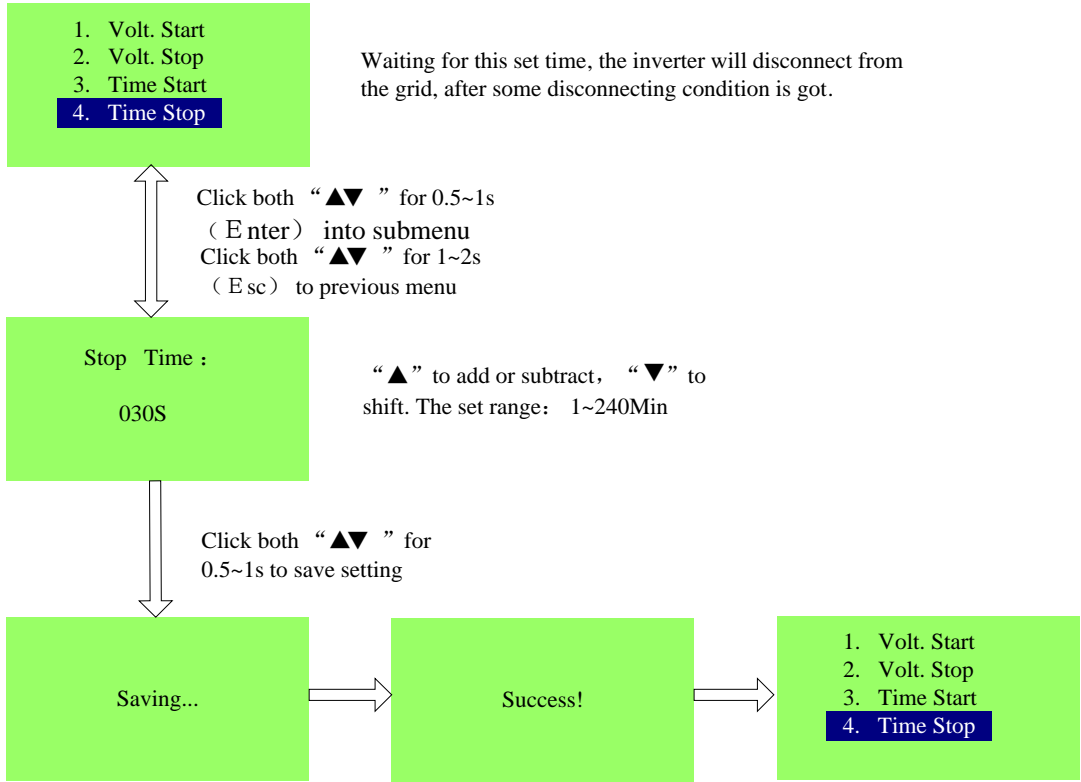 1. Volt. Start
2. Volt. Stop
3. Time Start
4. Time Stop
Waiting for this set time, the inverter will disconnect from
the grid, after some disconnecting condition is got.
Click both “▲▼ ” for 0.5~1s
（Ｅnter） into submenu
Click both “▲▼ ” for 1~2s
（Ｅsc） to previous menu
Stop Time：
030S
“▲” to add or subtract， “▼” to
shift. The set range： 1~240Min
Click both “▲▼ ” for
0.5~1s to save setting
Saving...
Success!
1. Volt. Start
2. Volt. Stop
3. Time Start
4. Time Stop